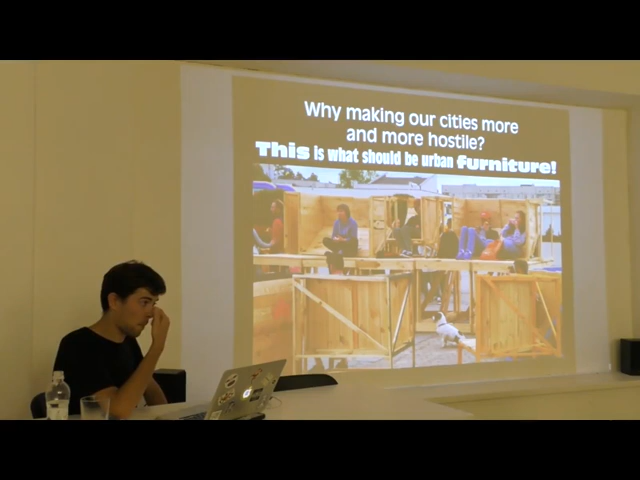 Why making our cities more
and more hostile?
This is what should be urban furniture!